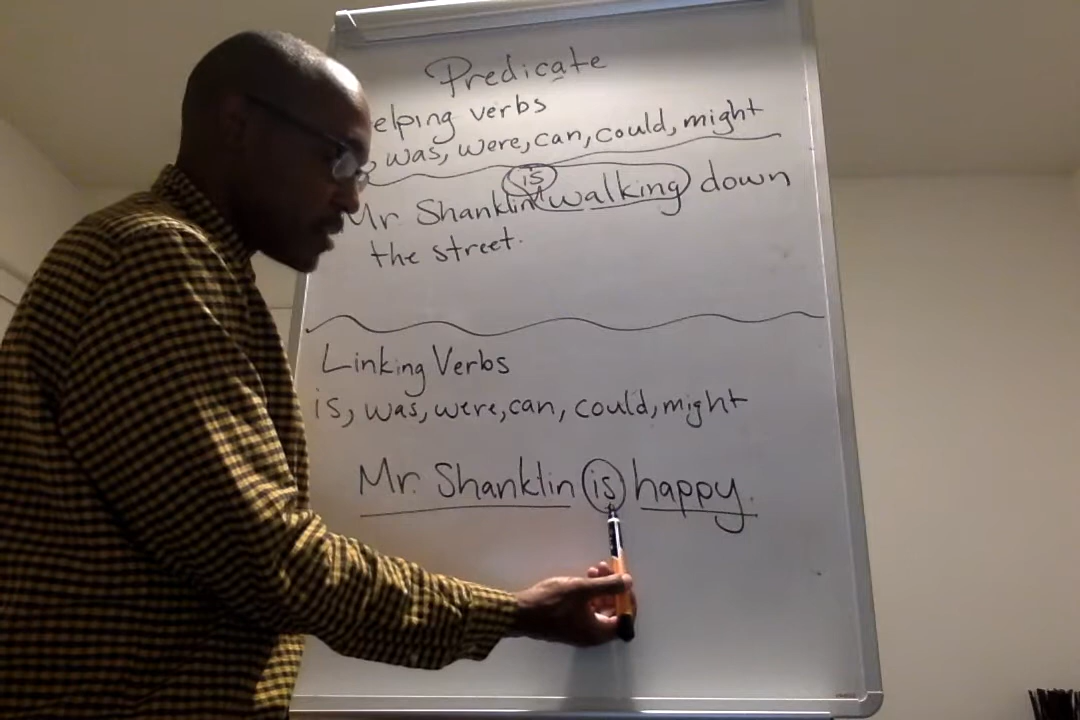 Predicate
elping verbs
, was, were, can, could, might
is
Mr Shanklin walking down
the street.
Linking Verbs
is, was, were, can, could, might
Mr. Shanklin is happy.